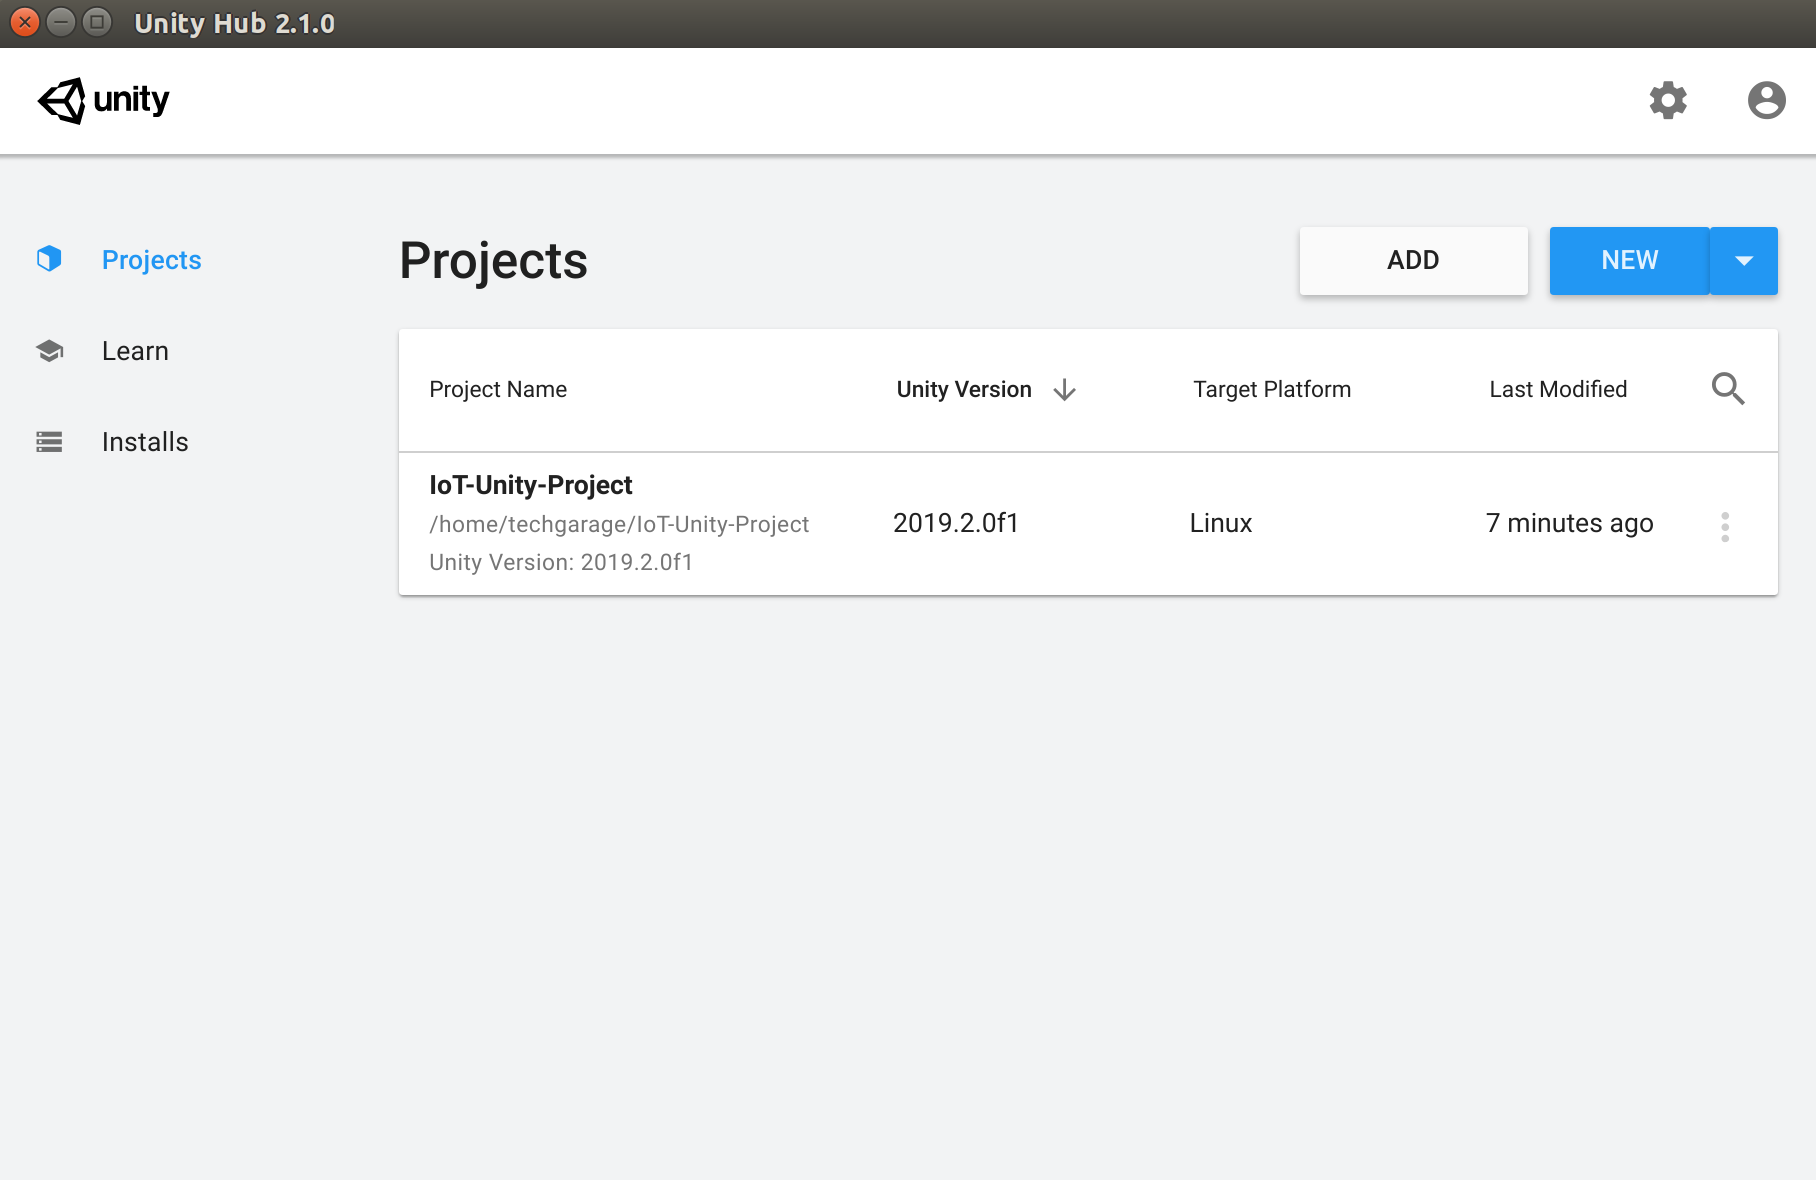 Unity Hub 2.1.0
unity
Projects
Learn
Installs
Projects
ADD
NEW
Project Name
Unity Version
Target Platform
Last Modified
IoT-Unity-Project
/home/techgarage/IoT-Unity-Project
Unity Version: 2019.2.0f1
2019.2.0f1
Linux
7 minutes ago